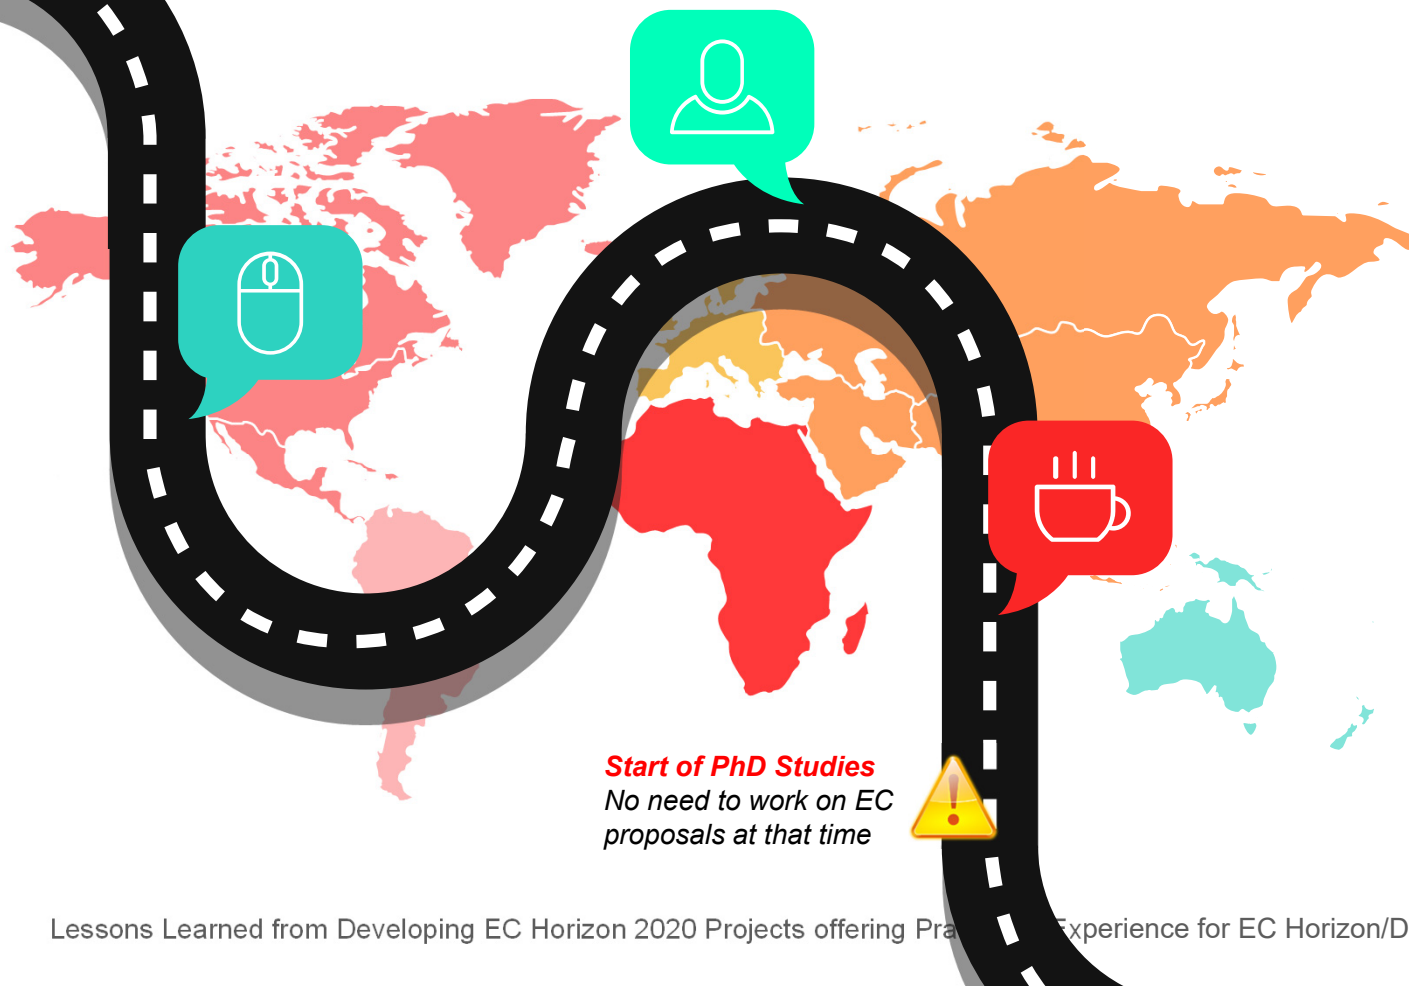 Start of PhD Studies
No need to work on EC
proposals at that time
Lessons Learned from Developing EC Horizon 2020 Projects offering Pra Experience for EC Horizon/D